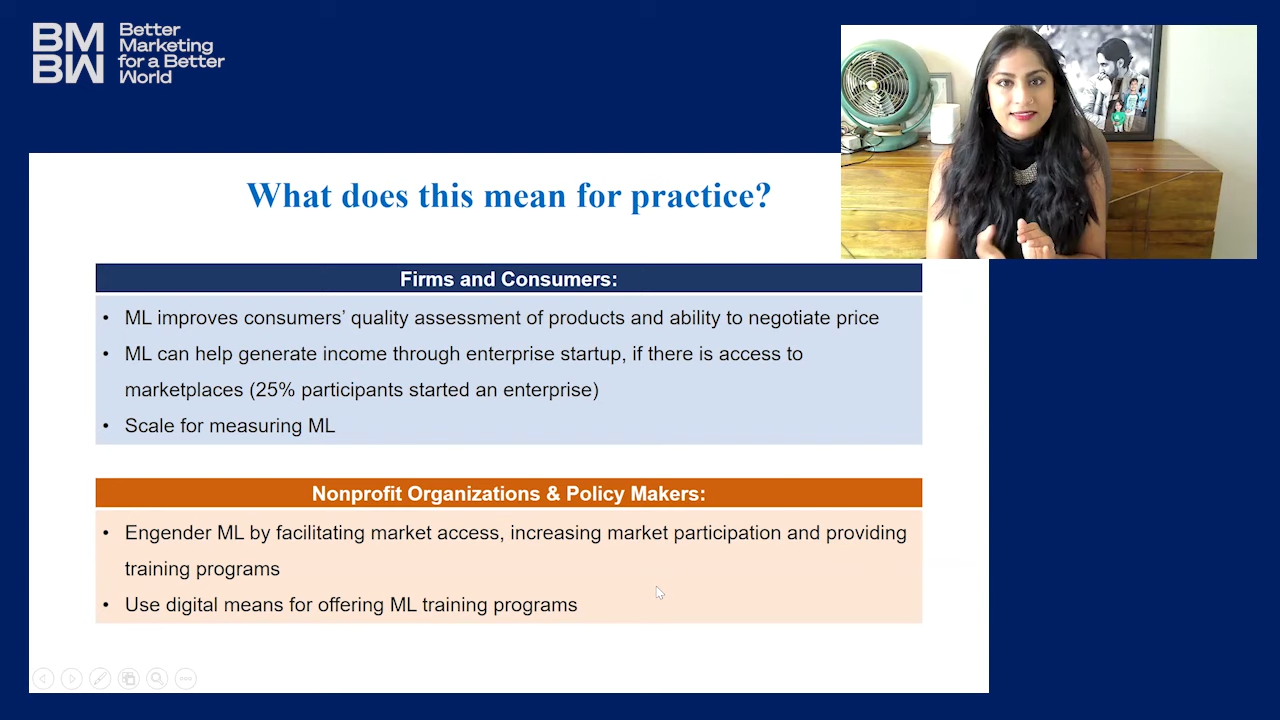 BM
BW
Better
Marketing
for a Better
World
What does this mean for practice?
Firms and Consumers:
• ML improves consumers’ quality assessment of products and ability to negotiate price
• ML can help generate income through enterprise startup, if there is access to
marketplaces (25% participants started an enterprise)
• Scale for measuring ML
Nonprofit Organizations & Policy Makers:
• Engender ML by facilitating market access, increasing market participation and providing
training programs
• Use digital means for offering ML training programs